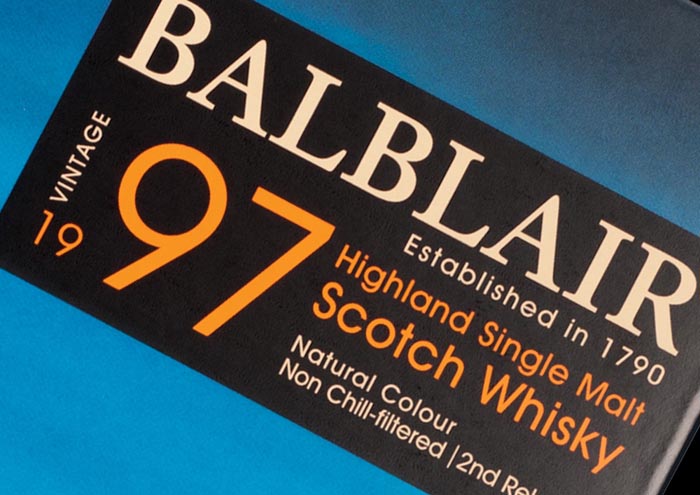 BALBLAIR
Established in 1790
VINTAGE
19
97
Highland Single Malt
Scotch Whisky
Natural Colour
Non Chill-filtered | 2nd